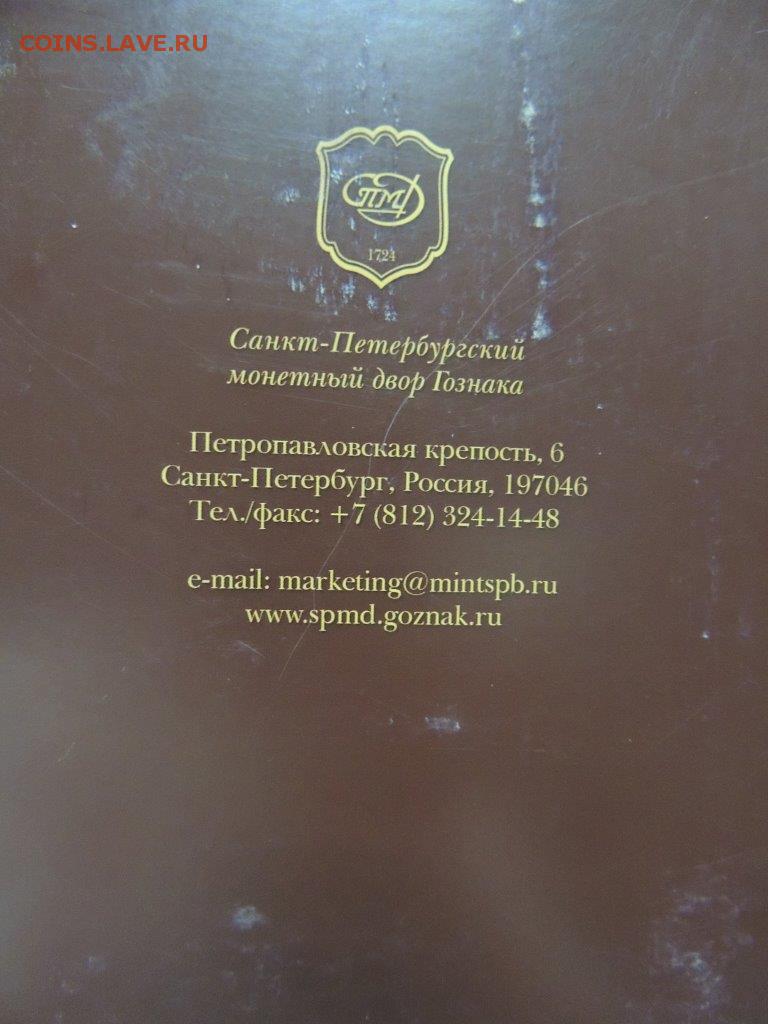 COINS.LAVE.RU
СПМД
1724
Санкт-Петербургский
монетный двор Гознака
Петропавловская крепость, 6
Санкт-Петербург, Россия, 197046
Тел./факс: +7 (812) 324-14-48
e-mail: marketing@mintspb.ru
www.spmd.goznak.ru